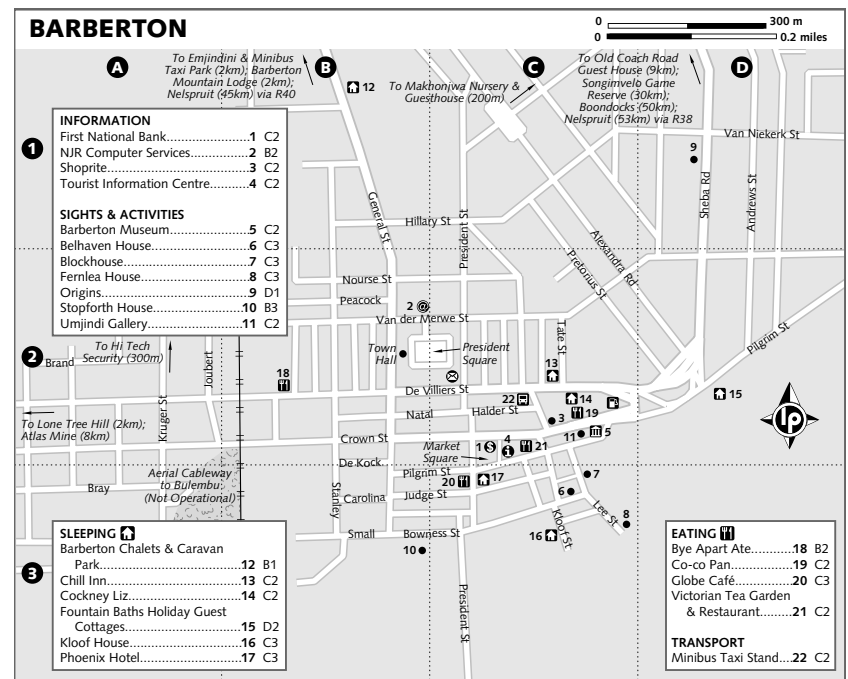 BARBERTON
0 300 m
0 0.2 miles
A
B
C
D
To Emjindini & Minibus
Taxi Park (2km); Barberton
Mountain Lodge (2km);
Nelspruit (45km) via R40
12
To Makhonjwa Nursery &
Guesthouse (200m)
To Old Coach Road
Guest House (9km);
Songimvelo Game
Reserve (30km);
Boondocks (50km);
Nelspruit (53km) via R38
1
INFORMATION
First National Bank....................1 C2
NJR Computer Services...............2 B2
Shoprite....................................3 C2
Tourist Information Centre.........4 C2
SIGHTS & ACTIVITIES
Barberton Museum....................5 C2
Belhaven House.........................6 C3
Blockhouse................................7 C3
Fernlea House...........................8 C3
Origins......................................9 D1
Stopforth House......................10 B3
Umjindi Gallery........................11 C2
Van Niekerk St
9
Sheba Rd
Andrews St
General St
Hillary St
President St
Alexandra Rd
Pretorius St
Nourse St
Peacock
2 @
Van der Merwe St
Tate St
Pilgrim St
2
To Hi Tech
Security (300m)
Brand
Joubert
Town
Hall
President
Square
18
13
De Villiers St
22
14
15
Natal
Halder St
3
19
To Lone Tree Hill (2km);
Atlas Mine (8km)
Kruger St
Crown St
Market
Square
1 $
4
i
21
11
5
lp
De Kock
Aerial Cableway
to Bulembu
(Not Operational)
Bray
Stanley
Pilgrim St
20
17
7
Carolina
Judge St
6
Lee St
8
Small
Bowness St
10
Kloof St
16
President St
3
SLEEPING
Barberton Chalets & Caravan
Park....................................12 B1
Chill Inn..................................13 C2
Cockney Liz.............................14 C2
Fountain Baths Holiday Guest
Cottages.............................15 D2
Kloof House............................16 C3
Phoenix Hotel..........................17 C3
EATING
Bye Apart Ate............18 B2
Co-co Pan..................19 C2
Globe Café.................20 C3
Victorian Tea Garden
& Restaurant.........21 C2
TRANSPORT
Minibus Taxi Stand....22 C2